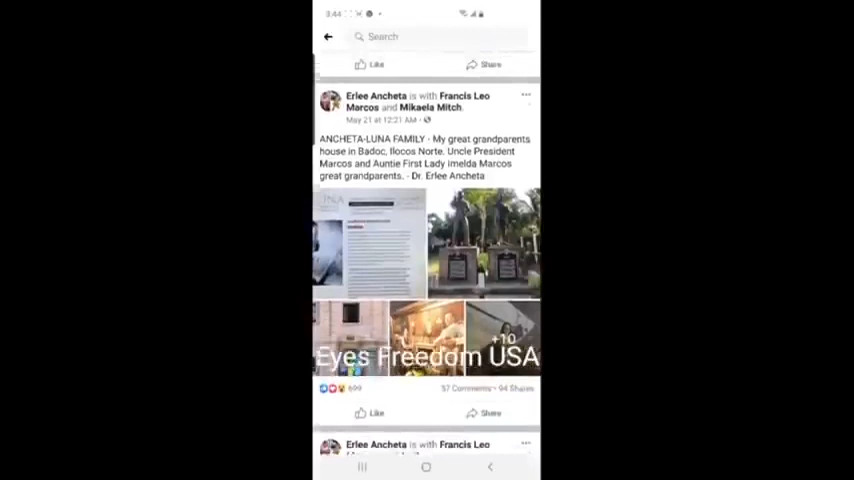 3:44
Search
Like Share
Erlee Ancheta is with Francis Leo
Marcos and Mikaela Mitch.
May 21 at 12:21 AM
ANCHETA-LUNA FAMILY - My great grandparents
house in Badoc, Ilocos Norte. Uncle President
Marcos and Auntie First Lady Imelda Marcos
great grandparents. - Dr. Erlee Ancheta
+10
Eyes Freedom USA
699 57 Comments • 94 Shares
Like Share
Erlee Ancheta is with Francis Leo